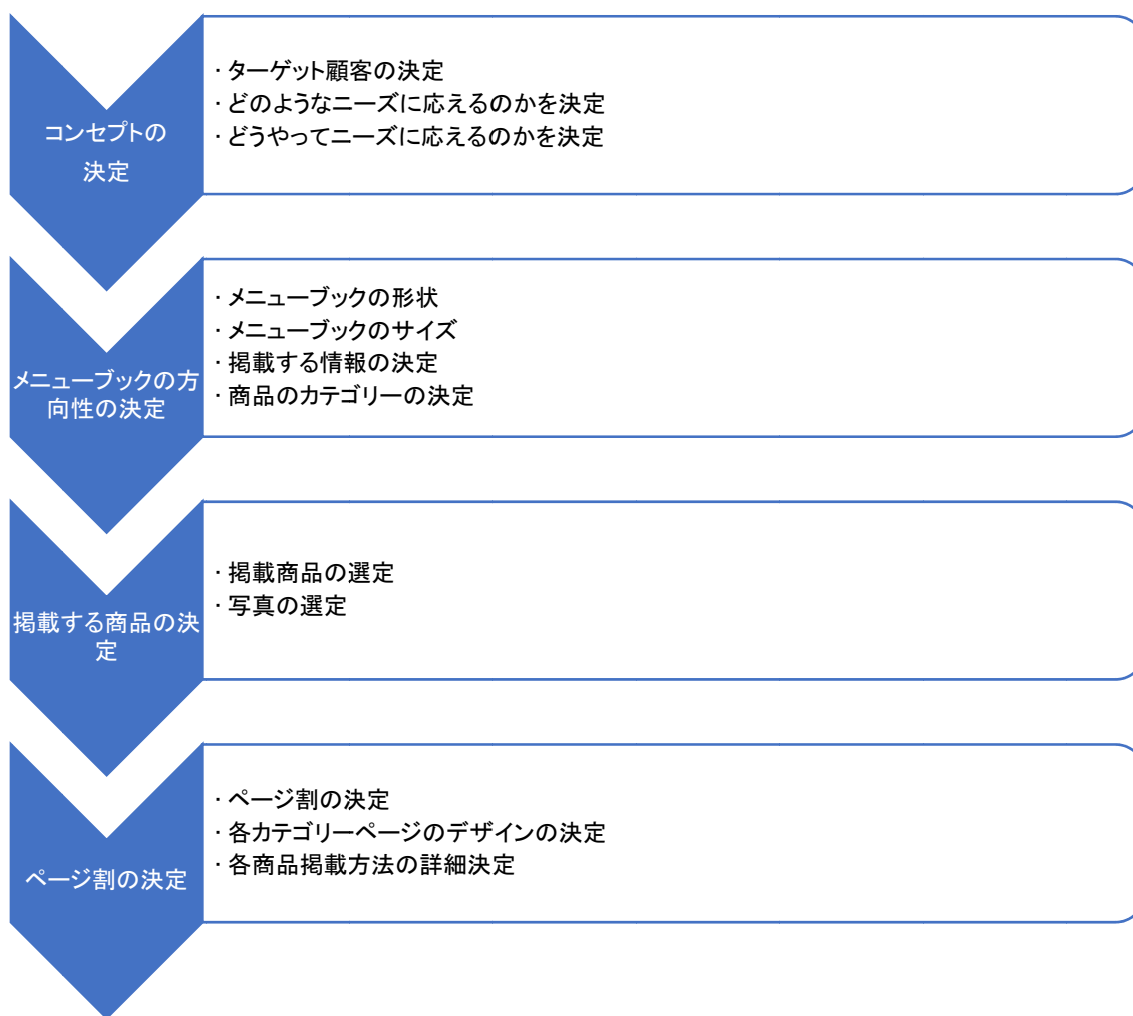 コンセプトの
決定
・ターゲット顧客の決定
・どのようなニーズに応えるのかを決定
・どうやってニーズに応えるのかを決定
メニューブックの方
向性の決定
・メニューブックの形状
・メニューブックのサイズ
・掲載する情報の決定
・商品のカテゴリーの決定
掲載する商品の決
定
・掲載商品の選定
・写真の選定
ページ割の決定
・ページ割の決定
・各カテゴリーページのデザインの決定
・各商品掲載方法の詳細決定